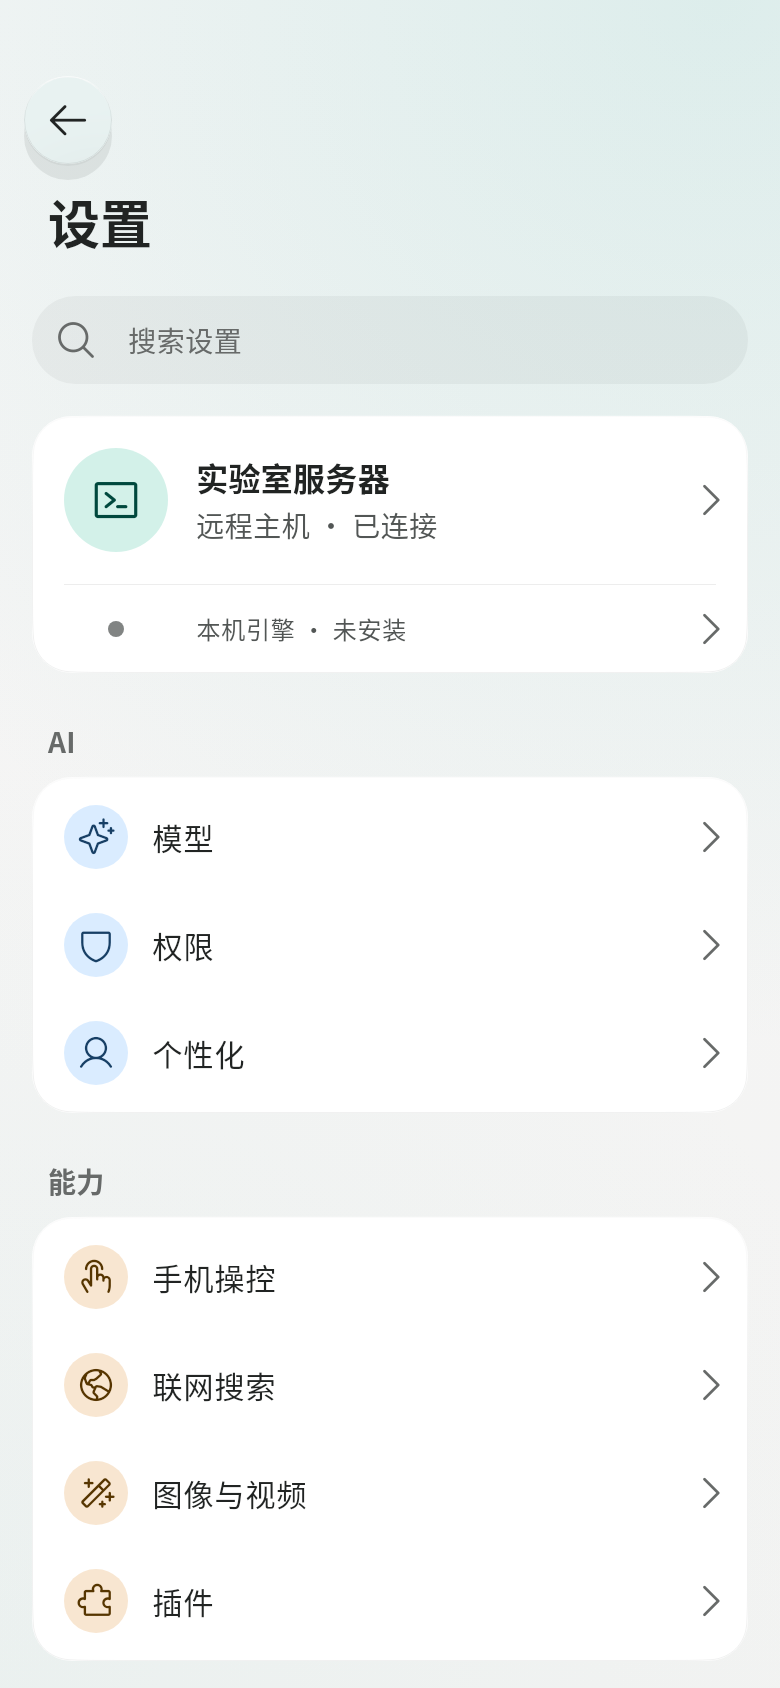 设置
搜索设置
实验室服务器
远程主机 · 已连接
本机引擎 · 未安装
AI
模型
权限
个性化
能力
手机操控
联网搜索
图像与视频
插件